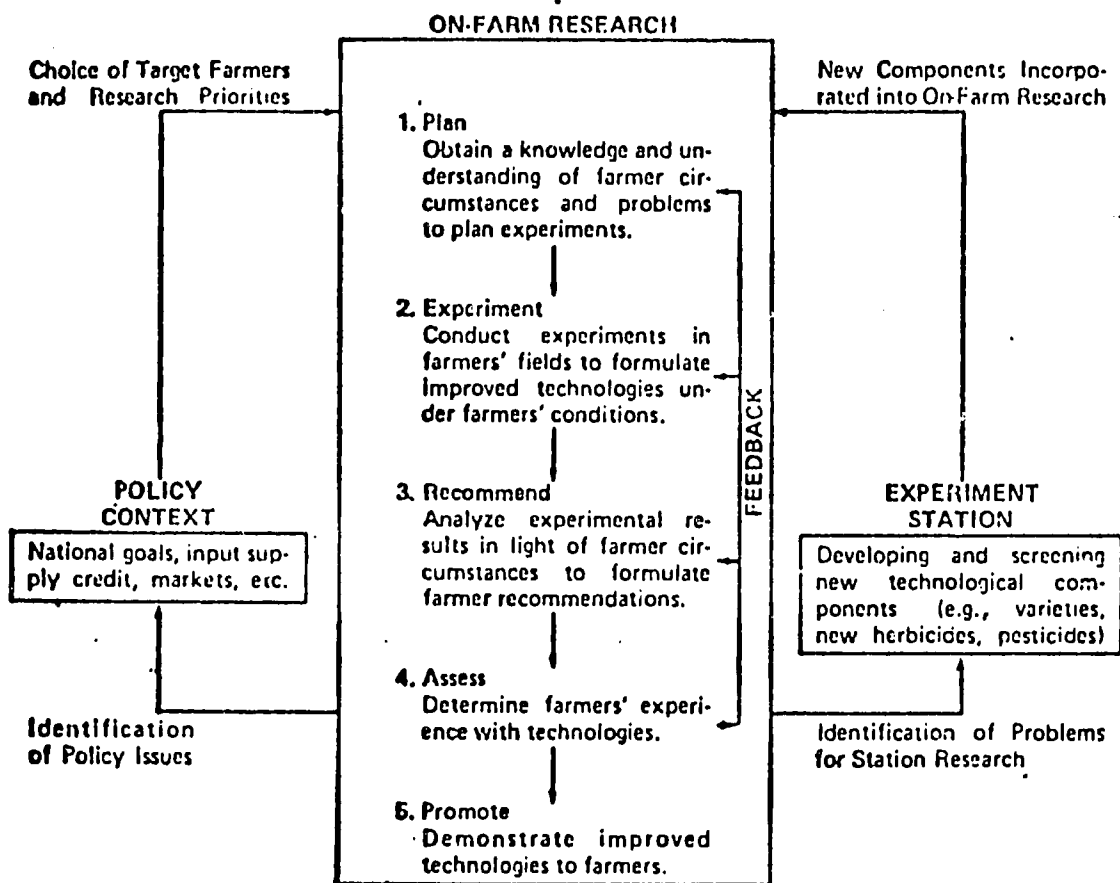 ON-FARM RESEARCH
Choice of Target Farmers
and Research Priorities
New Components Incorpo-
rated into On-Farm Research
1. Plan
Obtain a knowledge and un-
derstanding of farmer cir-
cumstances and problems
to plan experiments.
2. Experiment
Conduct experiments in
farmers' fields to formulate
improved technologies un-
der farmers' conditions.
3. Recommend
Analyze experimental re-
sults in light of farmer cir-
cumstances to formulate
farmer recommendations.
4. Assess
Determine farmers' experi-
ence with technologies.
5. Promote
Demonstrate improved
technologies to farmers.
FEEDBACK
POLICY
CONTEXT
National goals, input sup-
ply credit, markets, etc.
Identification
of Policy Issues
EXPERIMENT
STATION
Developing and screening
new technological com-
ponents (e.g., varieties,
new herbicides, pesticides)
Identification of Problems
for Station Research